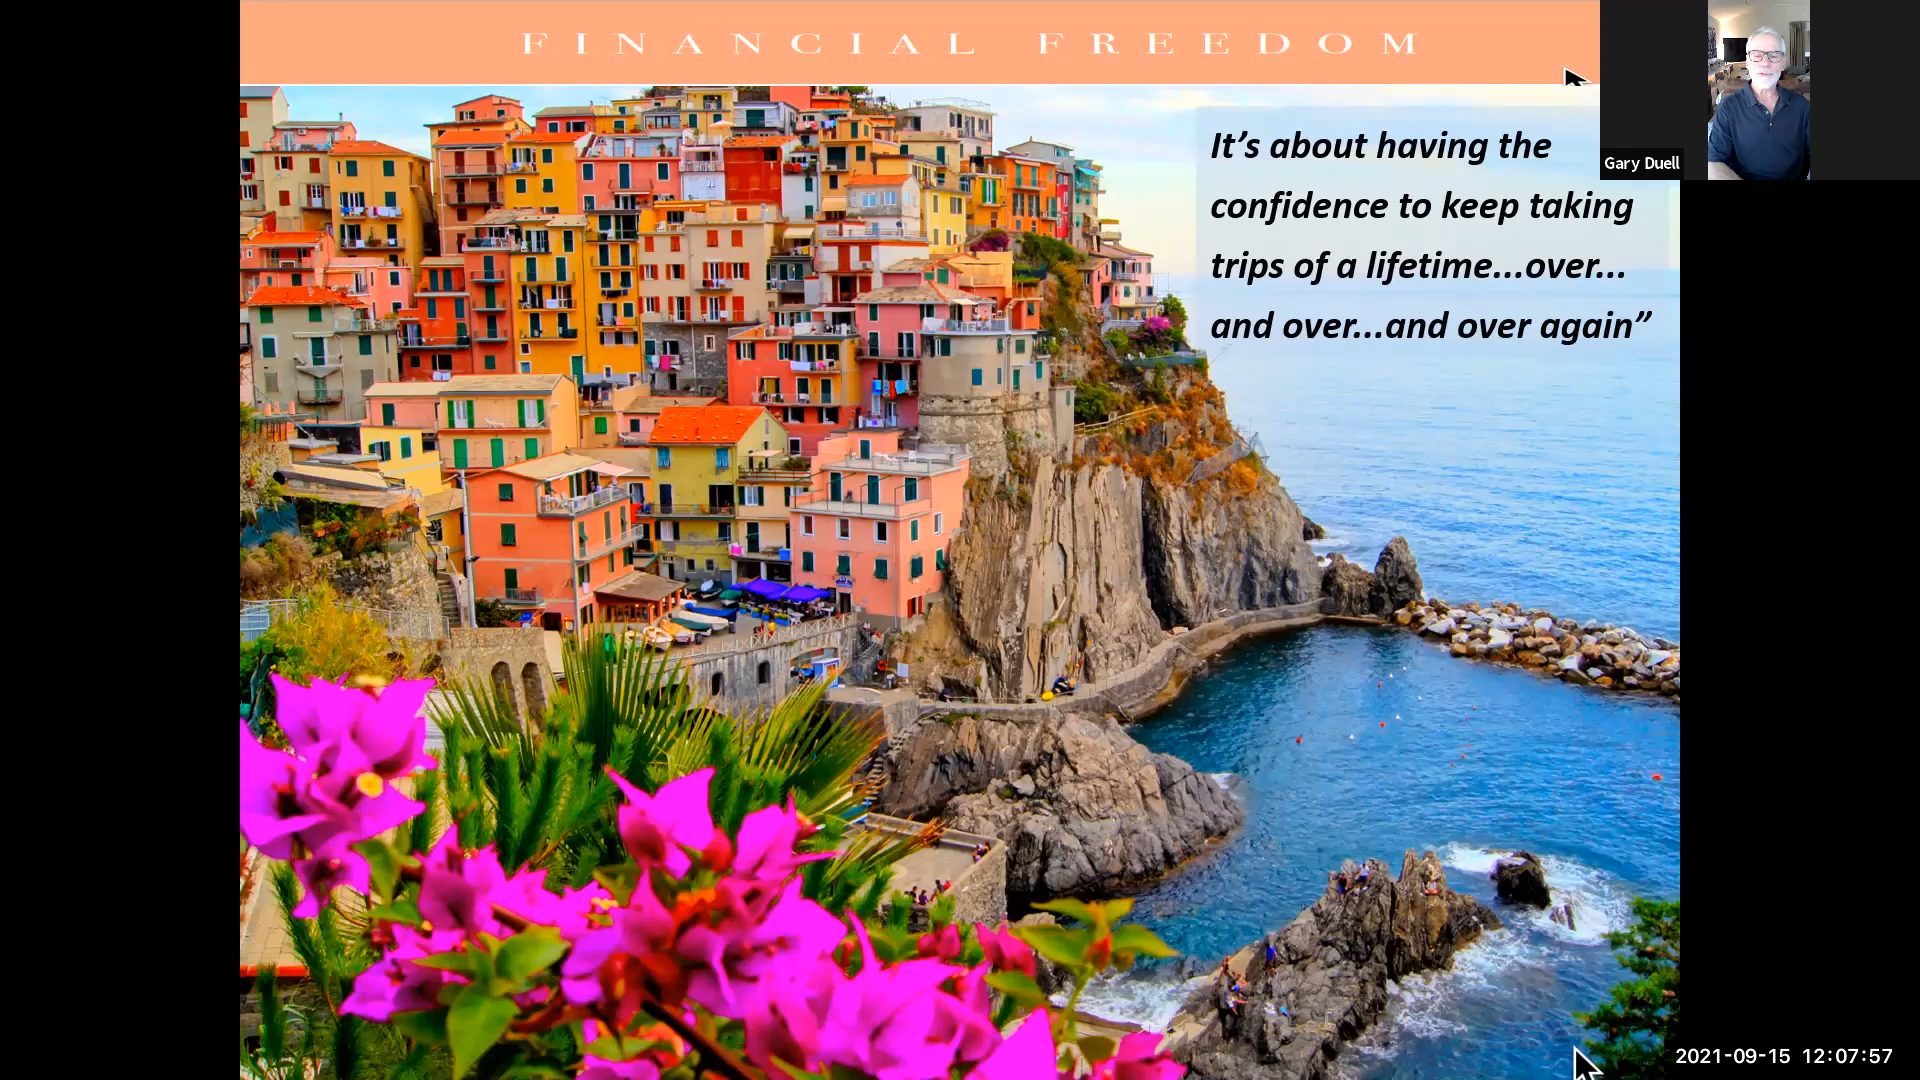 FINANCIAL FREEDOM
It’s about having the
confidence to keep taking
trips of a lifetime...over...
and over...and over again”
Gary Duell
2021-09-15 12:07:57